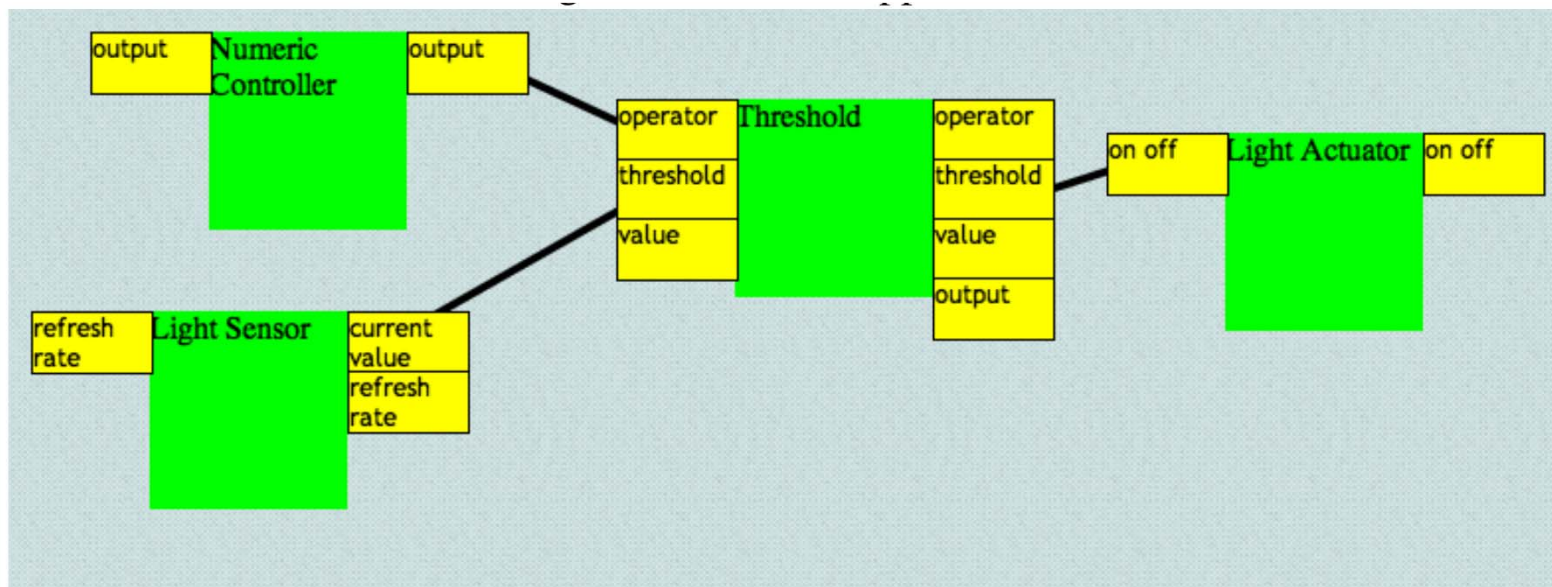 output
Numeric
Controller
output
operator
threshold
value
Threshold
operator
threshold
value
output
on off
Light Actuator
on off
refresh
rate
Light Sensor
current
value
refresh
rate